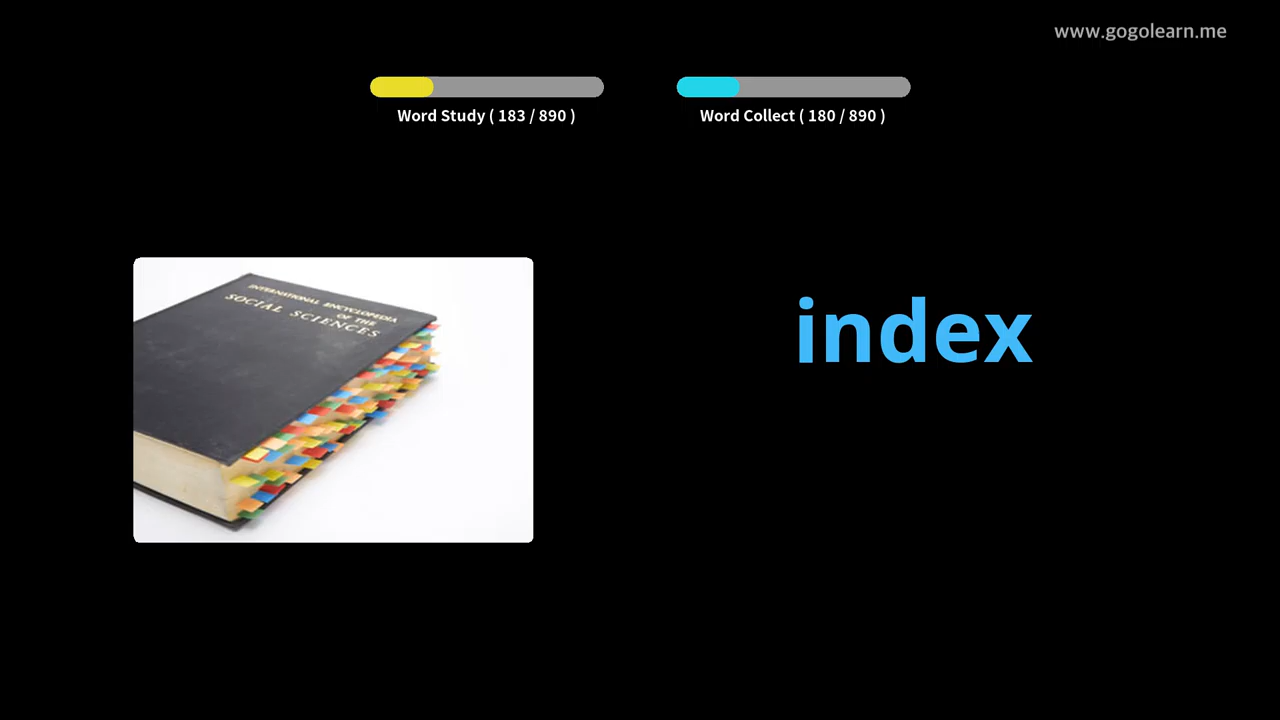 www.gogolearn.me
Word Study ( 183 / 890 )
Word Collect ( 180 / 890 )
INTERNATIONAL ENCYCLOPEDIA
OF THE
SOCIAL SCIENCES
index